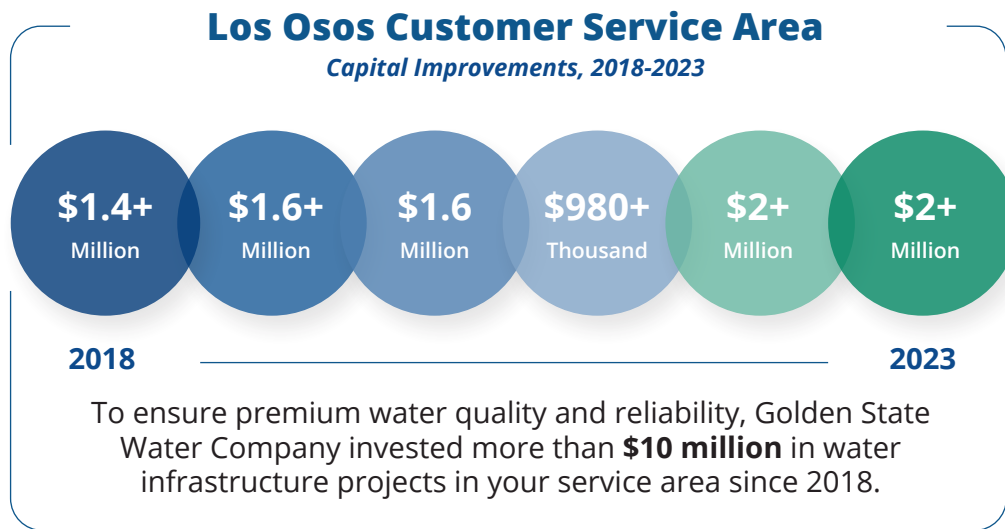 Los Osos Customer Service Area
Capital Improvements, 2018-2023
$1.4+ $1.6+ $1.6 $980+ $2+ $2+
Million Million Million Thousand Million Million
2018 2023
To ensure premium water quality and reliability, Golden State
Water Company invested more than $10 million in water
infrastructure projects in your service area since 2018.